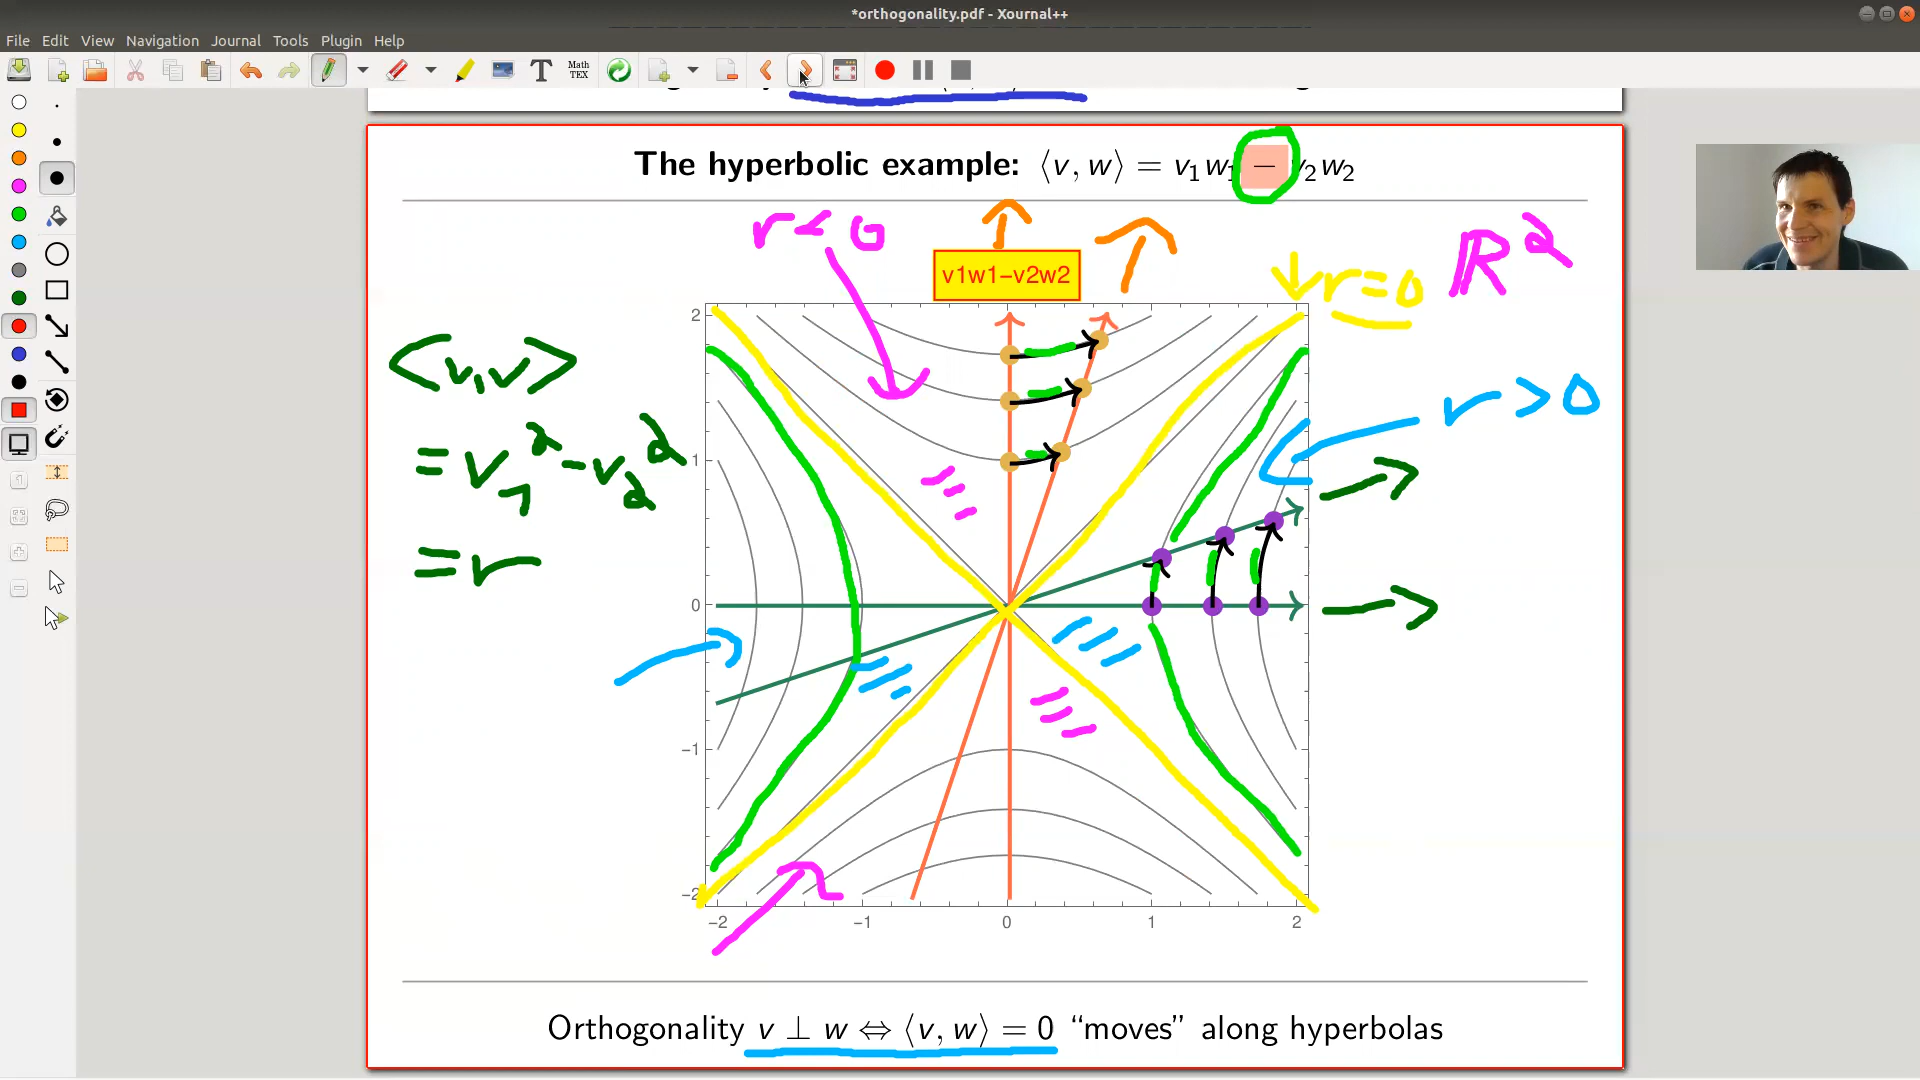 *orthogonality.pdf - Xournal++
File Edit View Navigation Journal Tools Plugin Help
Math
TEX
The hyperbolic example: ⟨v, w⟩ = v₁w₁ − v₂w₂
r < 0
v1w1−v2w2
r=0
ℝ²
⟨v,v⟩
= v₁² - v₂²
= r
r > 0
2
1
0
−1
−2
−2 −1 0 1 2
Orthogonality v ⊥ w ⇔ ⟨v, w⟩ = 0 “moves” along hyperbolas